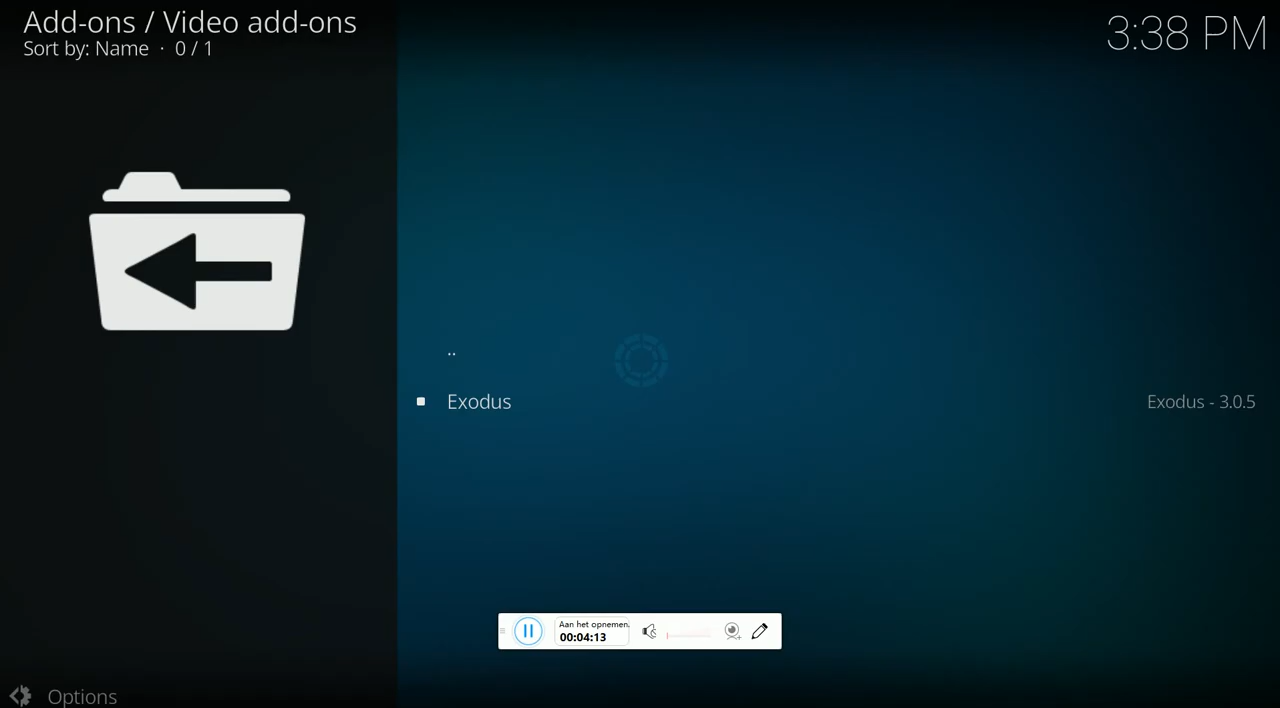 Add-ons / Video add-ons
Sort by: Name · 0 / 1
3:38 PM
..
Exodus
Exodus - 3.0.5
Aan het opnemen.
00:04:13
Options